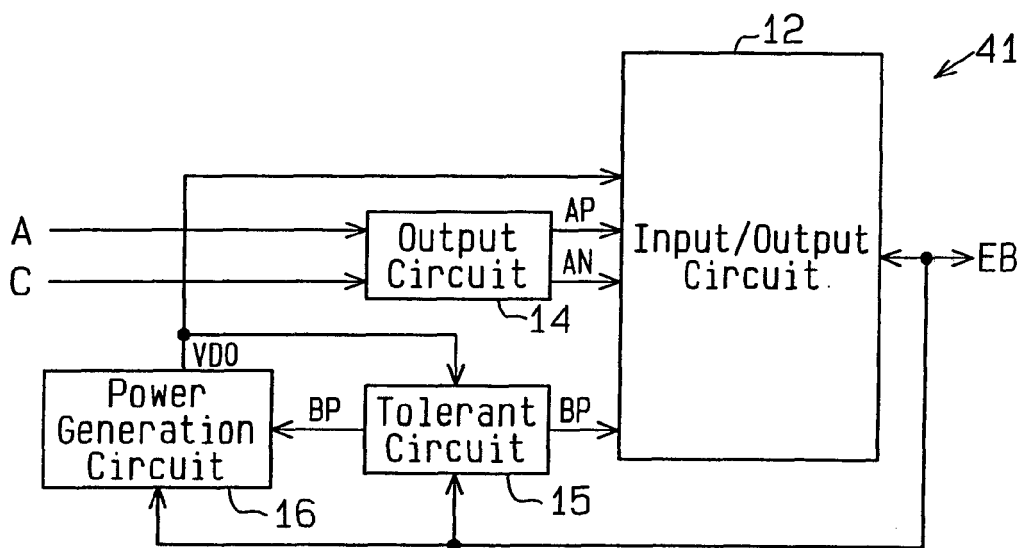 12
41
A
C
Output
Circuit
14
AP
AN
Input/Output
Circuit
EB
VDO
Power
Generation
Circuit
16
BP
Tolerant
Circuit
15
BP